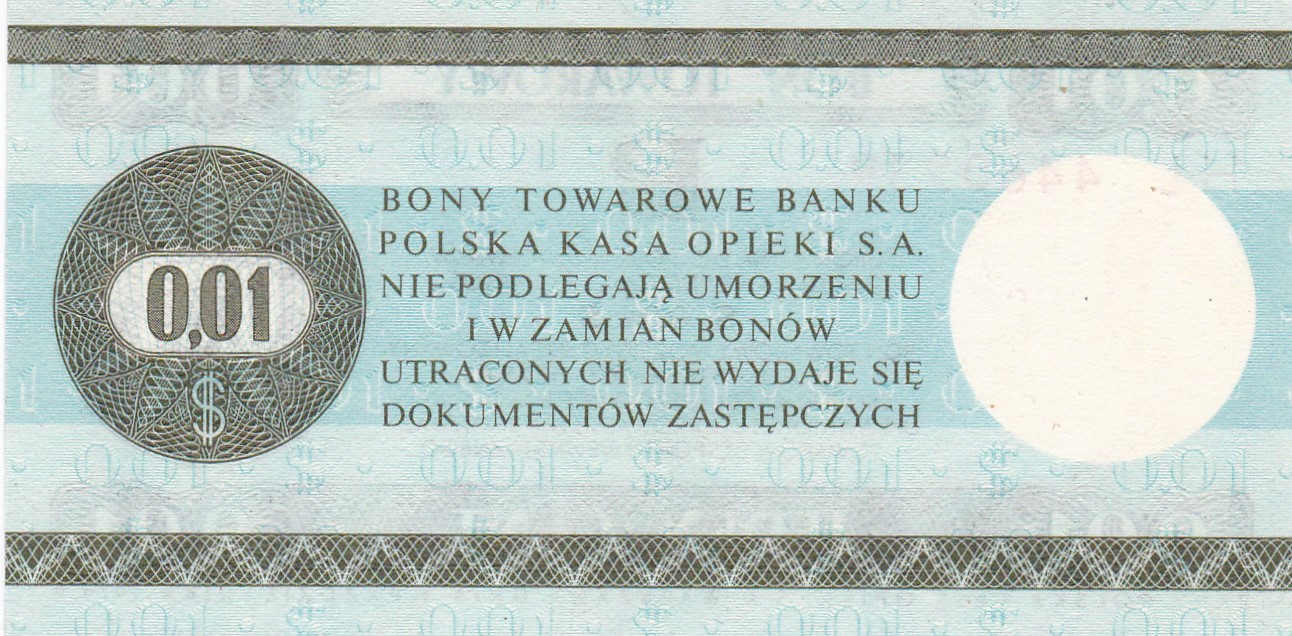 BONY TOWAROWE BANKU
POLSKA KASA OPIEKI S.A.
NIE PODLEGAJĄ UMORZENIU
I W ZAMIAN BONÓW
UTRACONYCH NIE WYDAJE SIĘ
DOKUMENTÓW ZASTĘPCZYCH
0,01
$